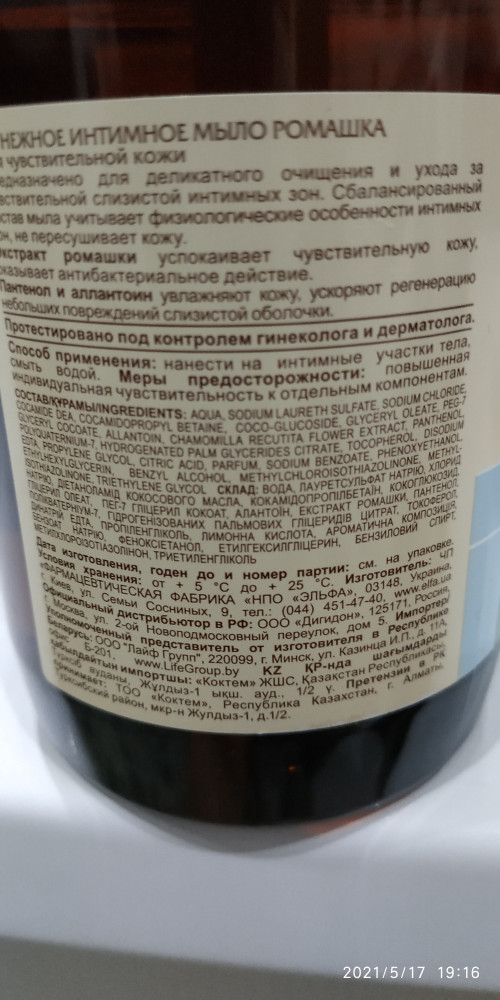 НЕЖНОЕ ИНТИМНОЕ МЫЛО РОМАШКА
чувствительной кожи
для деликатного очищения и ухода за
слизистой интимных зон. Сбалансированный
мыла учитывает физиологические особенности интимных
не пересушивает кожу.
Экстракт ромашки успокаивает чувствительную кожу,
оказывает антибактериальное действие.
Пантенол и аллантоин увлажняют кожу, ускоряют регенерацию
небольших повреждений слизистой оболочки.
Протестировано под контролем гинеколога и дерматолога.
Способ применения: нанести на интимные участки тела,
смыть водой. Меры предосторожности: повышенная
индивидуальная чувствительность к отдельным компонентам.
СОСТАВ/ҚҰРАМЫ/INGREDIENTS: AQUA, SODIUM LAURETH SULFATE, SODIUM CHLORIDE,
COCAMIDE DEA, COCAMIDOPROPYL BETAINE, COCO-GLUCOSIDE, GLYCERYL OLEATE, PEG-7
GLYCERYL COCOATE, ALLANTOIN, CHAMOMILLA RECUTITA FLOWER EXTRACT, PANTHENOL,
POLYQUATERNIUM-7, HYDROGENATED PALM GLYCERIDES CITRATE, TOCOPHEROL, DISODIUM
EDTA, PROPYLENE GLYCOL, CITRIC ACID, PARFUM, SODIUM BENZOATE, PHENOXYETHANOL,
ETHYLHEXYLGLYCERIN, BENZYL ALCOHOL, METHYLCHLOROISOTHIAZOLINONE, METHYL-
ISOTHIAZOLINONE, TRIETHYLENE GLYCOL. СКЛАД: ВОДА, ЛАУРЕТСУЛЬФАТ НАТРІЮ, ХЛОРИД
НАТРІЮ, ДІЕТАНОЛАМІД КОКОСОВОГО МАСЛА, КОКАМІДОПРОПІЛБЕТАЇН, КОКОГЛЮКОЗИД,
ГЛІЦЕРИЛ ОЛЕАТ, ПЕГ-7 ГЛІЦЕРИЛ КОКОАТ, АЛАНТОЇН, ЕКСТРАКТ РОМАШКИ, ПАНТЕНОЛ,
ПОЛІКВАТЕРНІУМ-7, ГІДРОГЕНІЗОВАНИХ ПАЛЬМОВИХ ГЛІЦЕРИДІВ ЦИТРАТ, ТОКОФЕРОЛ,
ДИНАТРІЮ ЕДТА, ПРОПІЛЕНГЛІКОЛЬ, ЛИМОННА КИСЛОТА, АРОМАТИЧНА КОМПОЗИЦІЯ,
БЕНЗОАТ НАТРІЮ, ФЕНОКСІЕТАНОЛ, ЕТИЛГЕКСИЛГЛІЦЕРИН, БЕНЗИЛОВИЙ СПИРТ,
МЕТИЛХЛОРОІЗОТІАЗОЛІНОН, ТРИЕТИЛЕНГЛІКОЛЬ
Дата изготовления, годен до и номер партии: см. на упаковке.
Условия хранения: от + 5 °С до + 25 °С. Изготовитель: ЧП
«ФАРМАЦЕВТИЧЕСКАЯ ФАБРИКА «НПО «ЭЛЬФА», 03148, Украина,
г. Киев, ул. Семьи Сосниных, 9, тел.: (044) 451-47-40, www.elfa.ua
Официальный дистрибьютор в РФ: ООО «Дигидон», 125171, Россия,
г. Москва, ул. 2-ой Новоподмосковный переулок, дом 5. Импортер/
Уполномоченный представитель от изготовителя в Республике
Беларусь: ООО "Лайф Групп", 220099, г. Минск, ул. Казинца И.П., д. 11А,
офис Б-201. www.LifeGroup.by KZ ҚР-нда шағымдарды
қабылдайтын импортшы: «Коктем» ЖШС, Қазақстан Республикасы,
ауданы, Жұлдыз-1 ықш. ауд., 1/2 ү. Претензии в РК
принимает: ТОО «Коктем», Республика Казахстан, г. Алматы,
Турксибский район, мкр-н Жулдыз-1, д.1/2.
2021/5/17 19:16